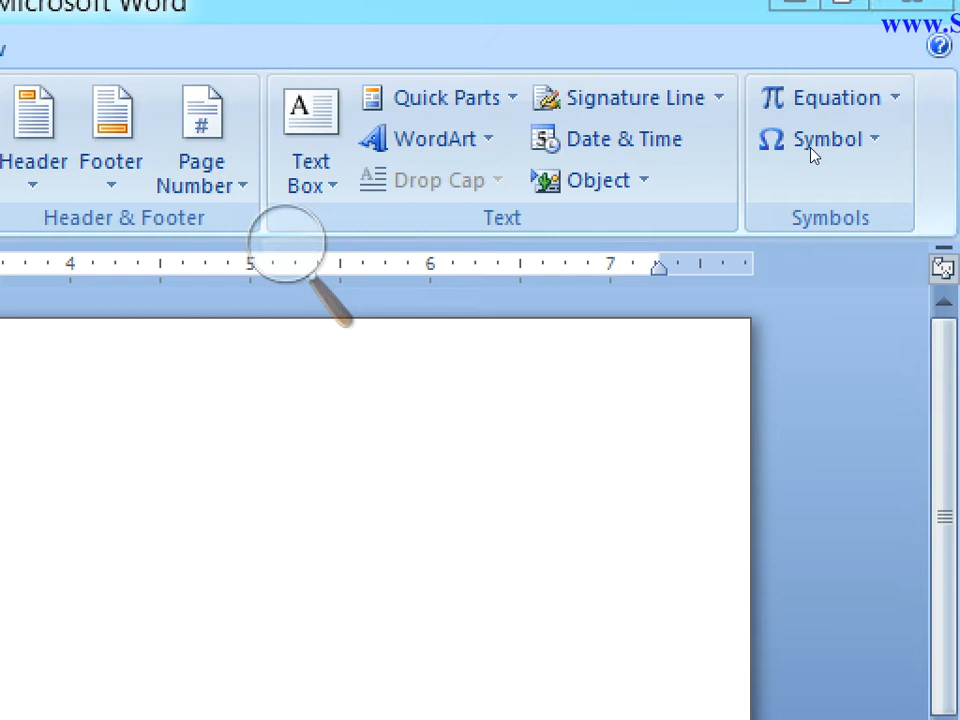 Microsoft Word
www.S
Header
Footer
Page
Number
Header & Footer
Text
Box
Quick Parts
WordArt
Drop Cap
Signature Line
Date & Time
Object
Text
Equation
Symbol
Symbols
4 5 6 7